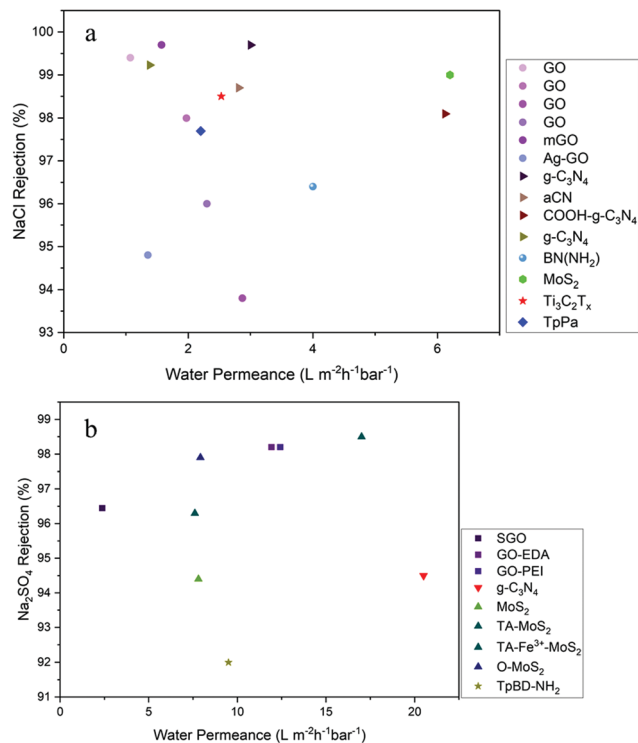 a
100
99
98
97
96
95
94
93
NaCl Rejection (%)
0 2 4 6
Water Permeance (L m⁻²h⁻¹bar⁻¹)
GO
GO
GO
GO
mGO
Ag-GO
g-C₃N₄
aCN
COOH-g-C₃N₄
g-C₃N₄
BN(NH₂)
MoS₂
Ti₃C₂Tₓ
TpPa
b
99
98
97
96
95
94
93
92
91
Na₂SO₄ Rejection (%)
0 5 10 15 20
Water Permeance (L m⁻²h⁻¹bar⁻¹)
SGO
GO-EDA
GO-PEI
g-C₃N₄
MoS₂
TA-MoS₂
TA-Fe³⁺-MoS₂
O-MoS₂
TpBD-NH₂